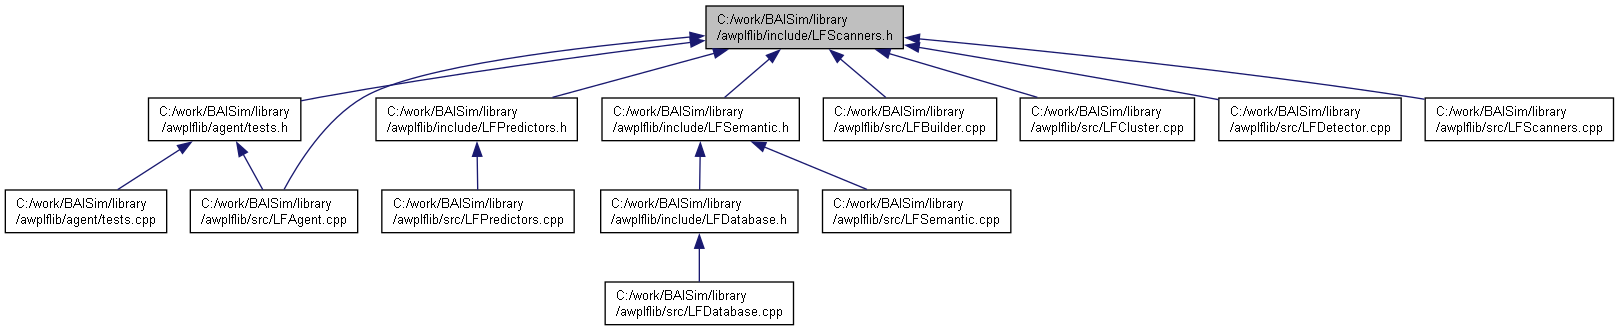 C:/work/BAISim/library
/awplflib/include/LFScanners.h
C:/work/BAISim/library
/awplflib/agent/tests.h
C:/work/BAISim/library
/awplflib/include/LFPredictors.h
C:/work/BAISim/library
/awplflib/include/LFSemantic.h
C:/work/BAISim/library
/awplflib/src/LFBuilder.cpp
C:/work/BAISim/library
/awplflib/src/LFCluster.cpp
C:/work/BAISim/library
/awplflib/src/LFDetector.cpp
C:/work/BAISim/library
/awplflib/src/LFScanners.cpp
C:/work/BAISim/library
/awplflib/agent/tests.cpp
C:/work/BAISim/library
/awplflib/src/LFAgent.cpp
C:/work/BAISim/library
/awplflib/src/LFPredictors.cpp
C:/work/BAISim/library
/awplflib/include/LFDatabase.h
C:/work/BAISim/library
/awplflib/src/LFSemantic.cpp
C:/work/BAISim/library
/awplflib/src/LFDatabase.cpp